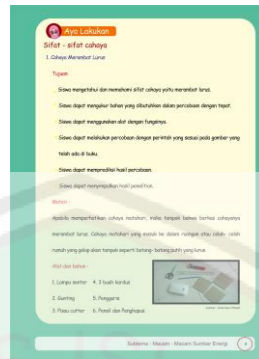 Ayo Lakukan
Sifat - sifat cahaya
1. Cahaya Merambat Lurus
Tujuan
Siswa mengetahui dan memahami sifat cahaya yaitu merambat lurus.
Siswa dapat mengukur bahan yang dibutuhkan dalam percobaan dengan tepat.
Siswa dapat menggunakan alat dengan fungsinya.
Siswa dapat melakukan percobaan dengan perintah yang sesuai pada gambar yang
telah ada di buku.
Siswa dapat memprediksi hasil percobaan.
Siswa dapat menyimpulkan hasil penelitian.
Materi :
Apabila memperhatikan cahaya matahari, maka tampak bahwa berkas cahayanya
merambat lurus. Cahaya matahari yang masuk ke dalam ruangan atau celah- celah
rumah yang gelap akan tampak seperti batang- batang putih yang lurus.
Alat dan bahan :
1. Lampu senter 4. 3 buah kardus
2. Gunting 5. Penggaris
3. Pisau cutter 6. Pensil dan Penghapus
Subtema : Macam - Macam Sumber Energi